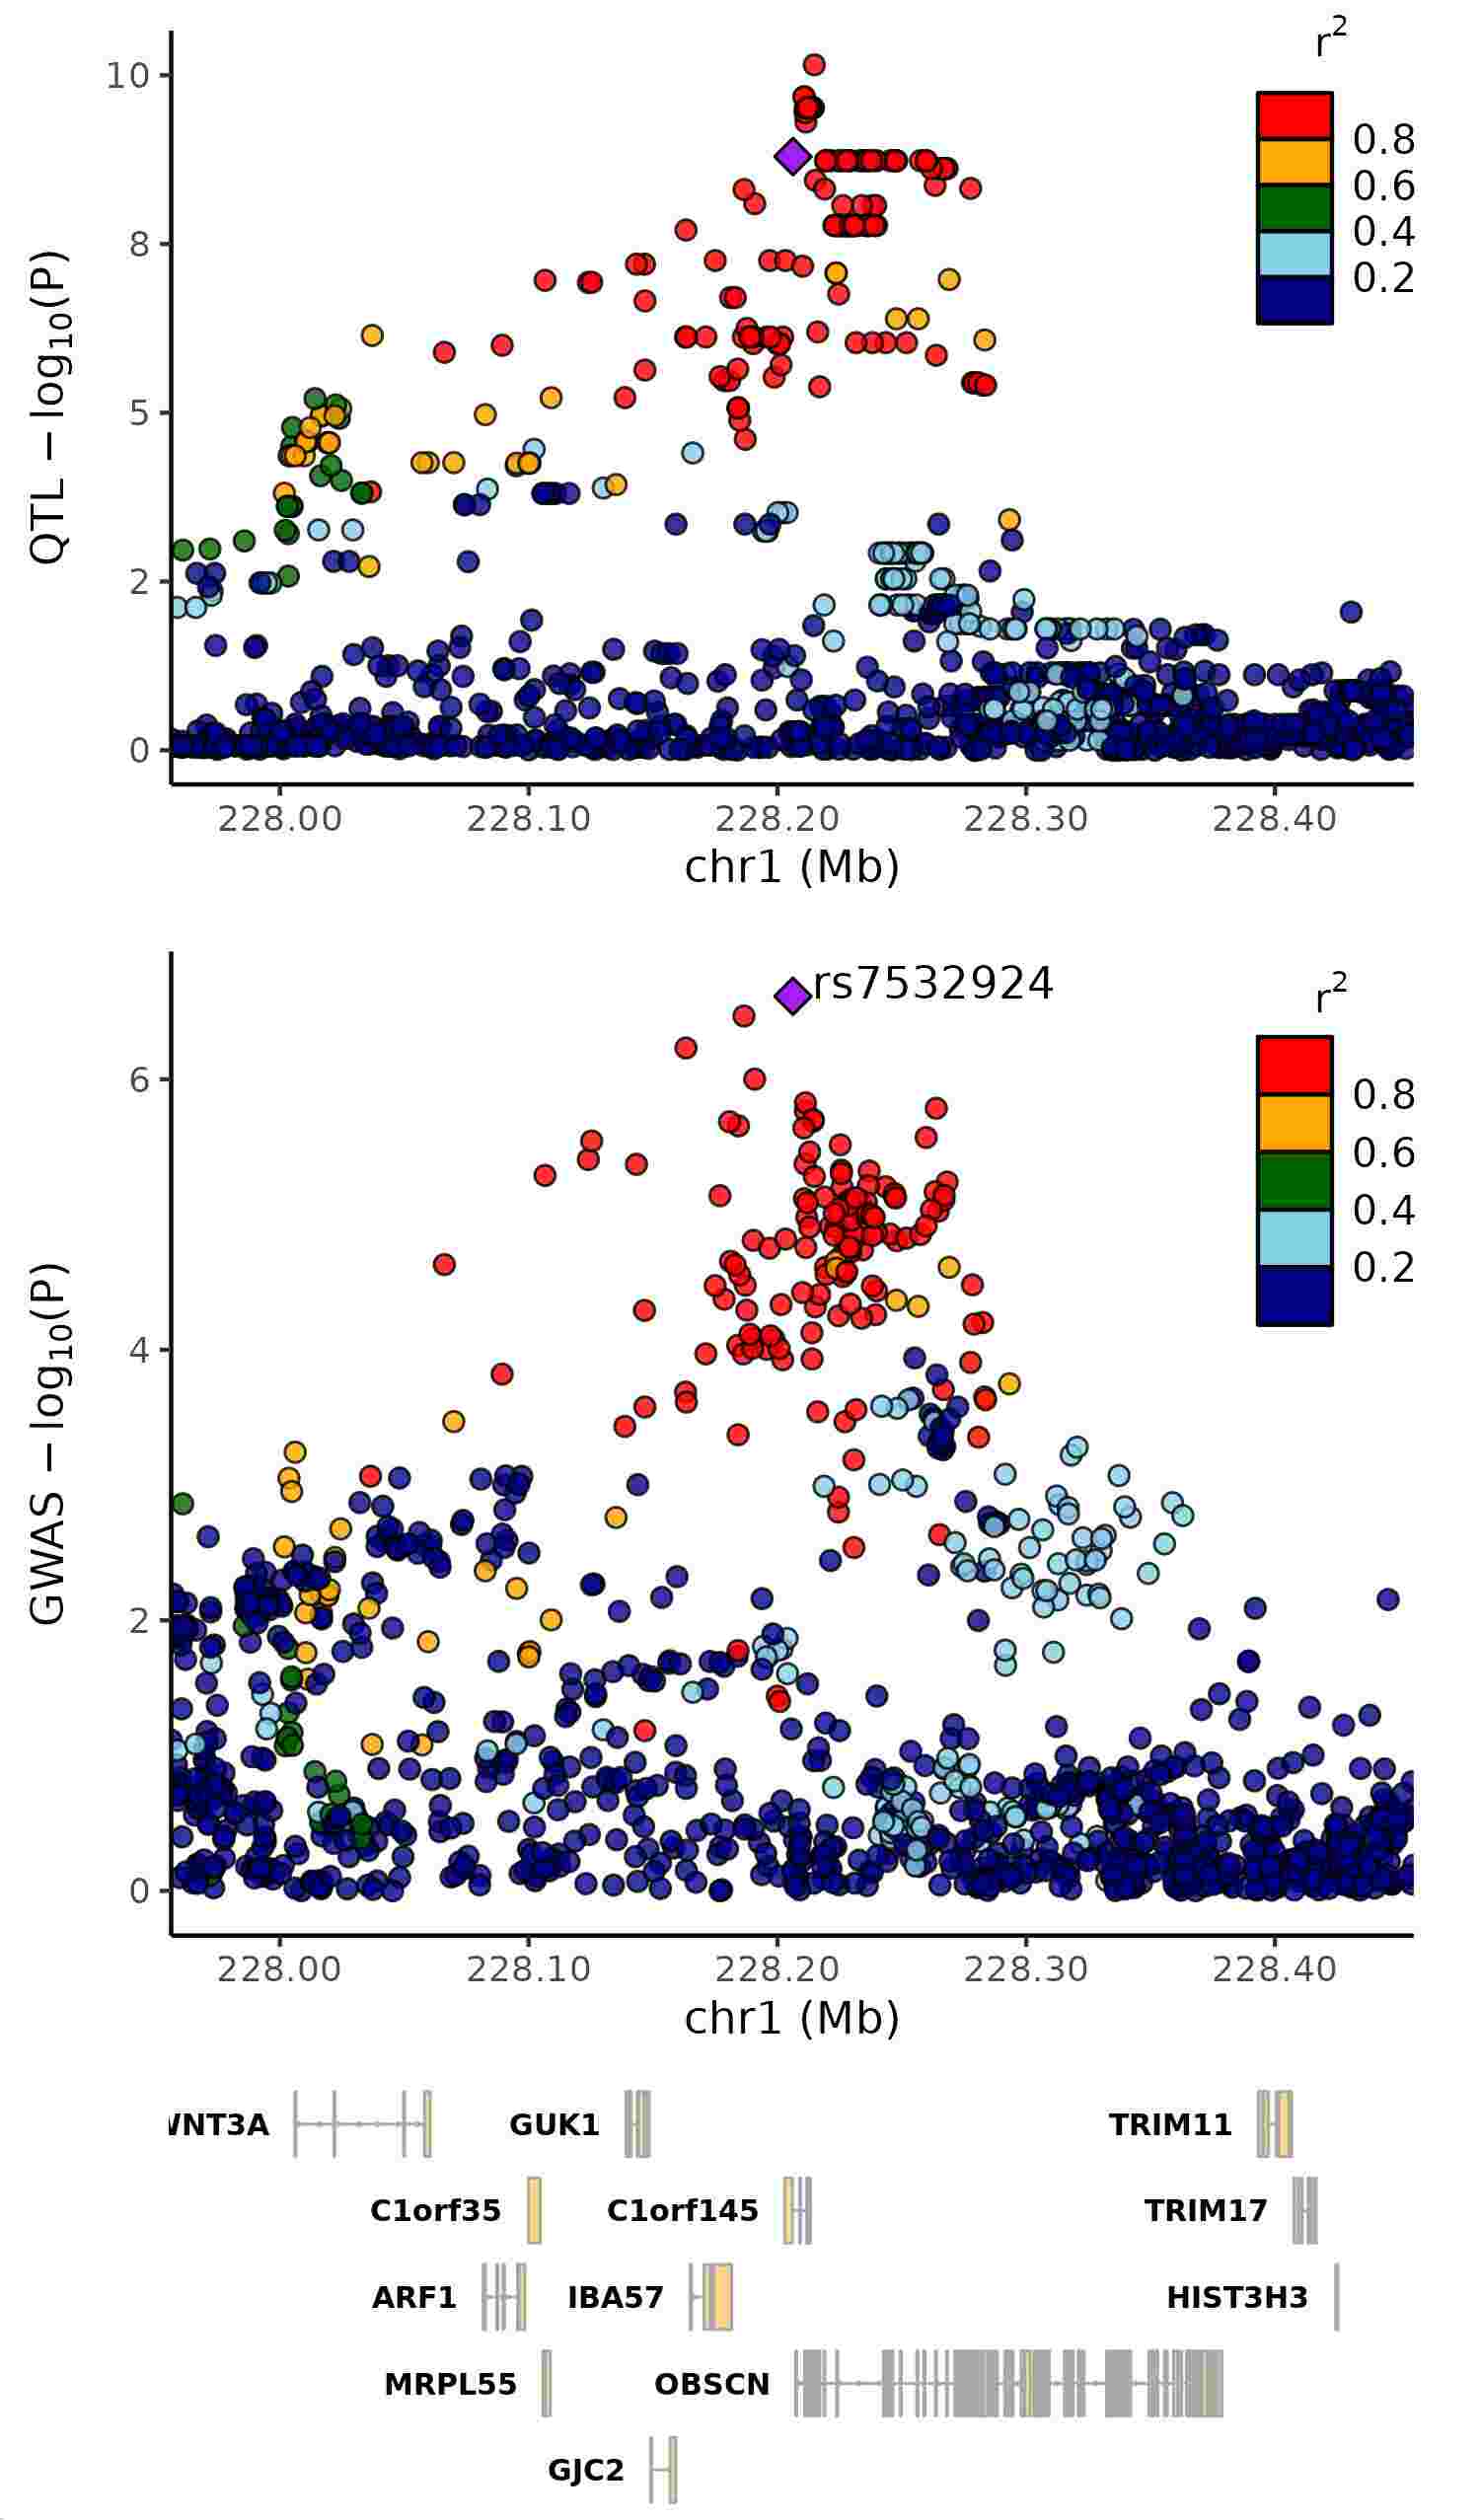 r2
10
8
5
2
0
QTL − log10(P)
0.8
0.6
0.4
0.2
228.00 228.10 228.20 228.30 228.40
chr1 (Mb)
rs7532924
r2
6
4
2
0
GWAS − log10(P)
0.8
0.6
0.4
0.2
228.00 228.10 228.20 228.30 228.40
chr1 (Mb)
GUK1 TRIM11
C1orf35 C1orf145 TRIM17
ARF1 IBA57 HIST3H3
MRPL55 OBSCN
GJC2